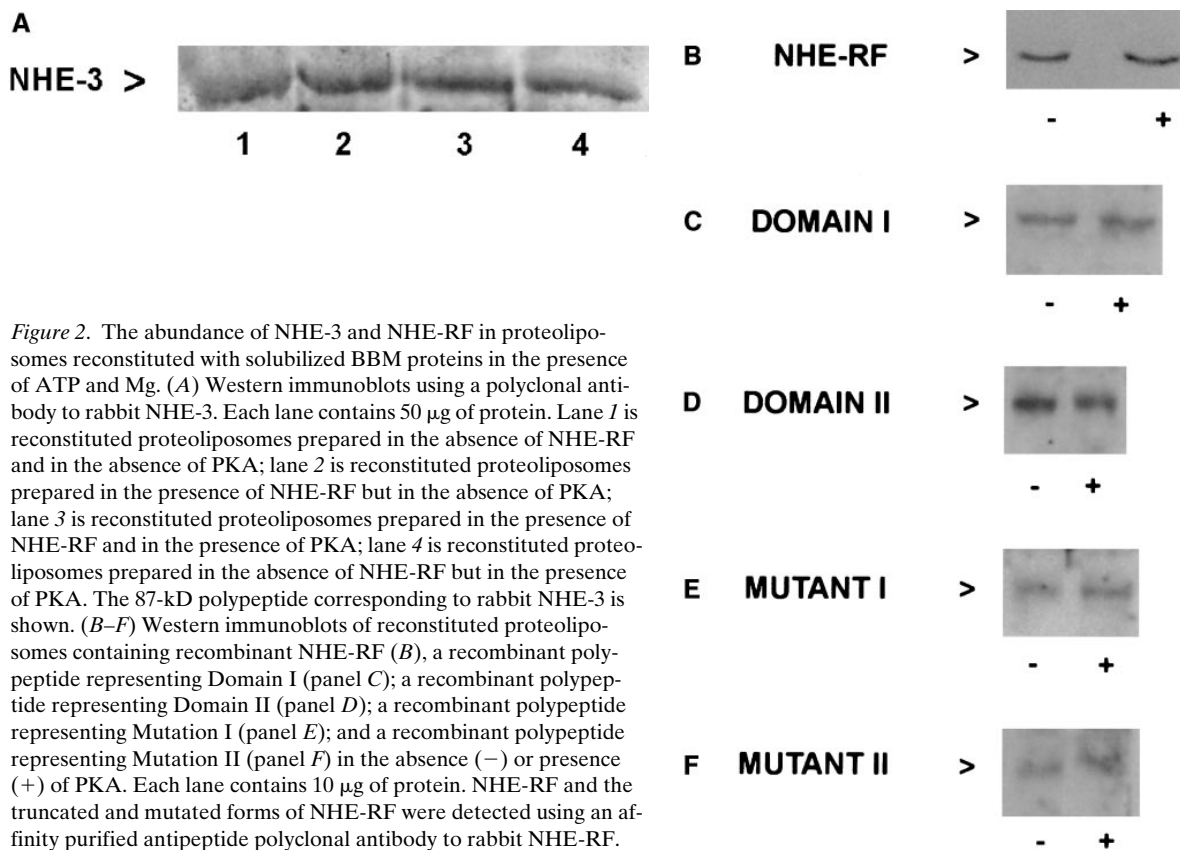 A
NHE-3 >
1 2 3 4
B NHE-RF >
- +
C DOMAIN I >
- +
D DOMAIN II >
- +
E MUTANT I >
- +
F MUTANT II >
- +
Figure 2. The abundance of NHE-3 and NHE-RF in proteolipo-
somes reconstituted with solubilized BBM proteins in the presence
of ATP and Mg. (A) Western immunoblots using a polyclonal anti-
body to rabbit NHE-3. Each lane contains 50 μg of protein. Lane 1 is
reconstituted proteoliposomes prepared in the absence of NHE-RF
and in the absence of PKA; lane 2 is reconstituted proteoliposomes
prepared in the presence of NHE-RF but in the absence of PKA;
lane 3 is reconstituted proteoliposomes prepared in the presence of
NHE-RF and in the presence of PKA; lane 4 is reconstituted proteo-
liposomes prepared in the absence of NHE-RF but in the presence
of PKA. The 87-kD polypeptide corresponding to rabbit NHE-3 is
shown. (B–F) Western immunoblots of reconstituted proteolipo-
somes containing recombinant NHE-RF (B), a recombinant poly-
peptide representing Domain I (panel C); a recombinant polypep-
tide representing Domain II (panel D); a recombinant polypeptide
representing Mutation I (panel E); and a recombinant polypeptide
representing Mutation II (panel F) in the absence (−) or presence
(+) of PKA. Each lane contains 10 μg of protein. NHE-RF and the
truncated and mutated forms of NHE-RF were detected using an af-
finity purified antipeptide polyclonal antibody to rabbit NHE-RF.